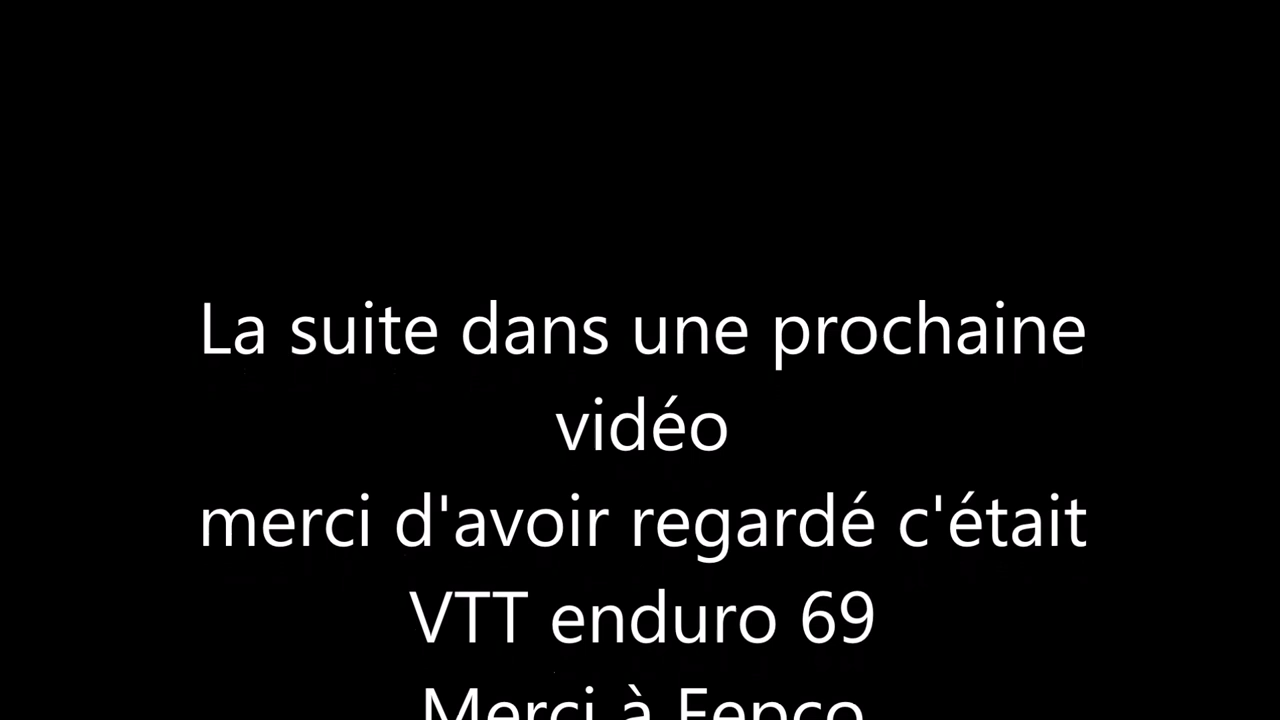 La suite dans une prochaine
vidéo
merci d'avoir regardé c'était
VTT enduro 69
Merci à